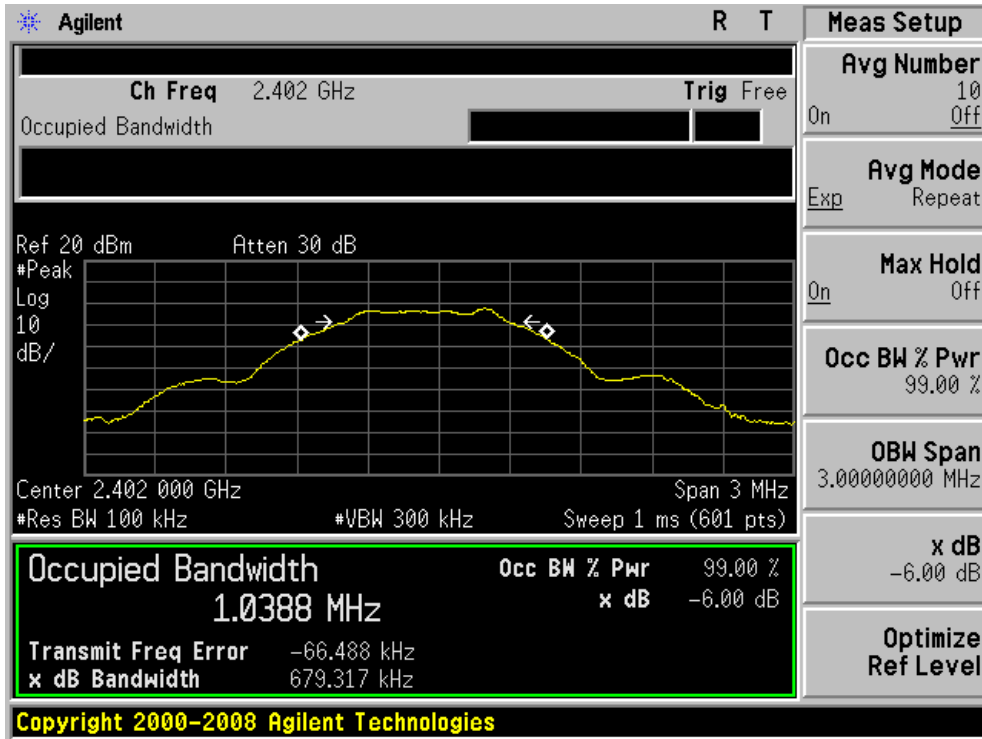 Agilent R T
Ch Freq 2.402 GHz Trig Free
Occupied Bandwidth
Ref 20 dBm Atten 30 dB
#Peak
Log
10
dB/
Center 2.402 000 GHz Span 3 MHz
#Res BW 100 kHz #VBW 300 kHz Sweep 1 ms (601 pts)
Occupied Bandwidth Occ BW % Pwr 99.00 %
1.0388 MHz x dB -6.00 dB
Transmit Freq Error -66.488 kHz
x dB Bandwidth 679.317 kHz
Copyright 2000-2008 Agilent Technologies
Meas Setup
Avg Number
10
On Off
Avg Mode
Exp Repeat
Max Hold
On Off
Occ BW % Pwr
99.00 %
OBW Span
3.00000000 MHz
x dB
-6.00 dB
Optimize
Ref Level